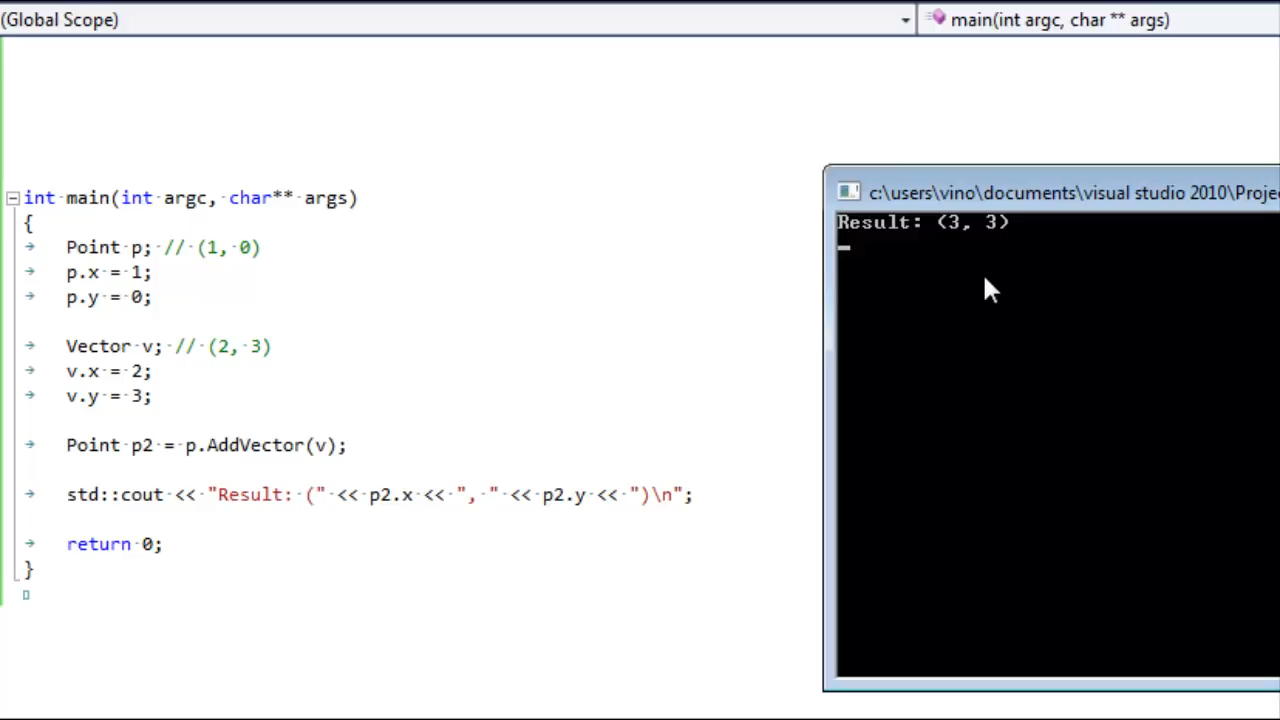 (Global Scope)
main(int argc, char ** args)
int main(int argc, char** args)
{
Point p; // (1, 0)
p.x = 1;
p.y = 0;
Vector v; // (2, 3)
v.x = 2;
v.y = 3;
Point p2 = p.AddVector(v);
std::cout << "Result: (" << p2.x << ", " << p2.y << ")\n";
return 0;
}
c:\users\vino\documents\visual studio 2010\Proje
Result: (3, 3)